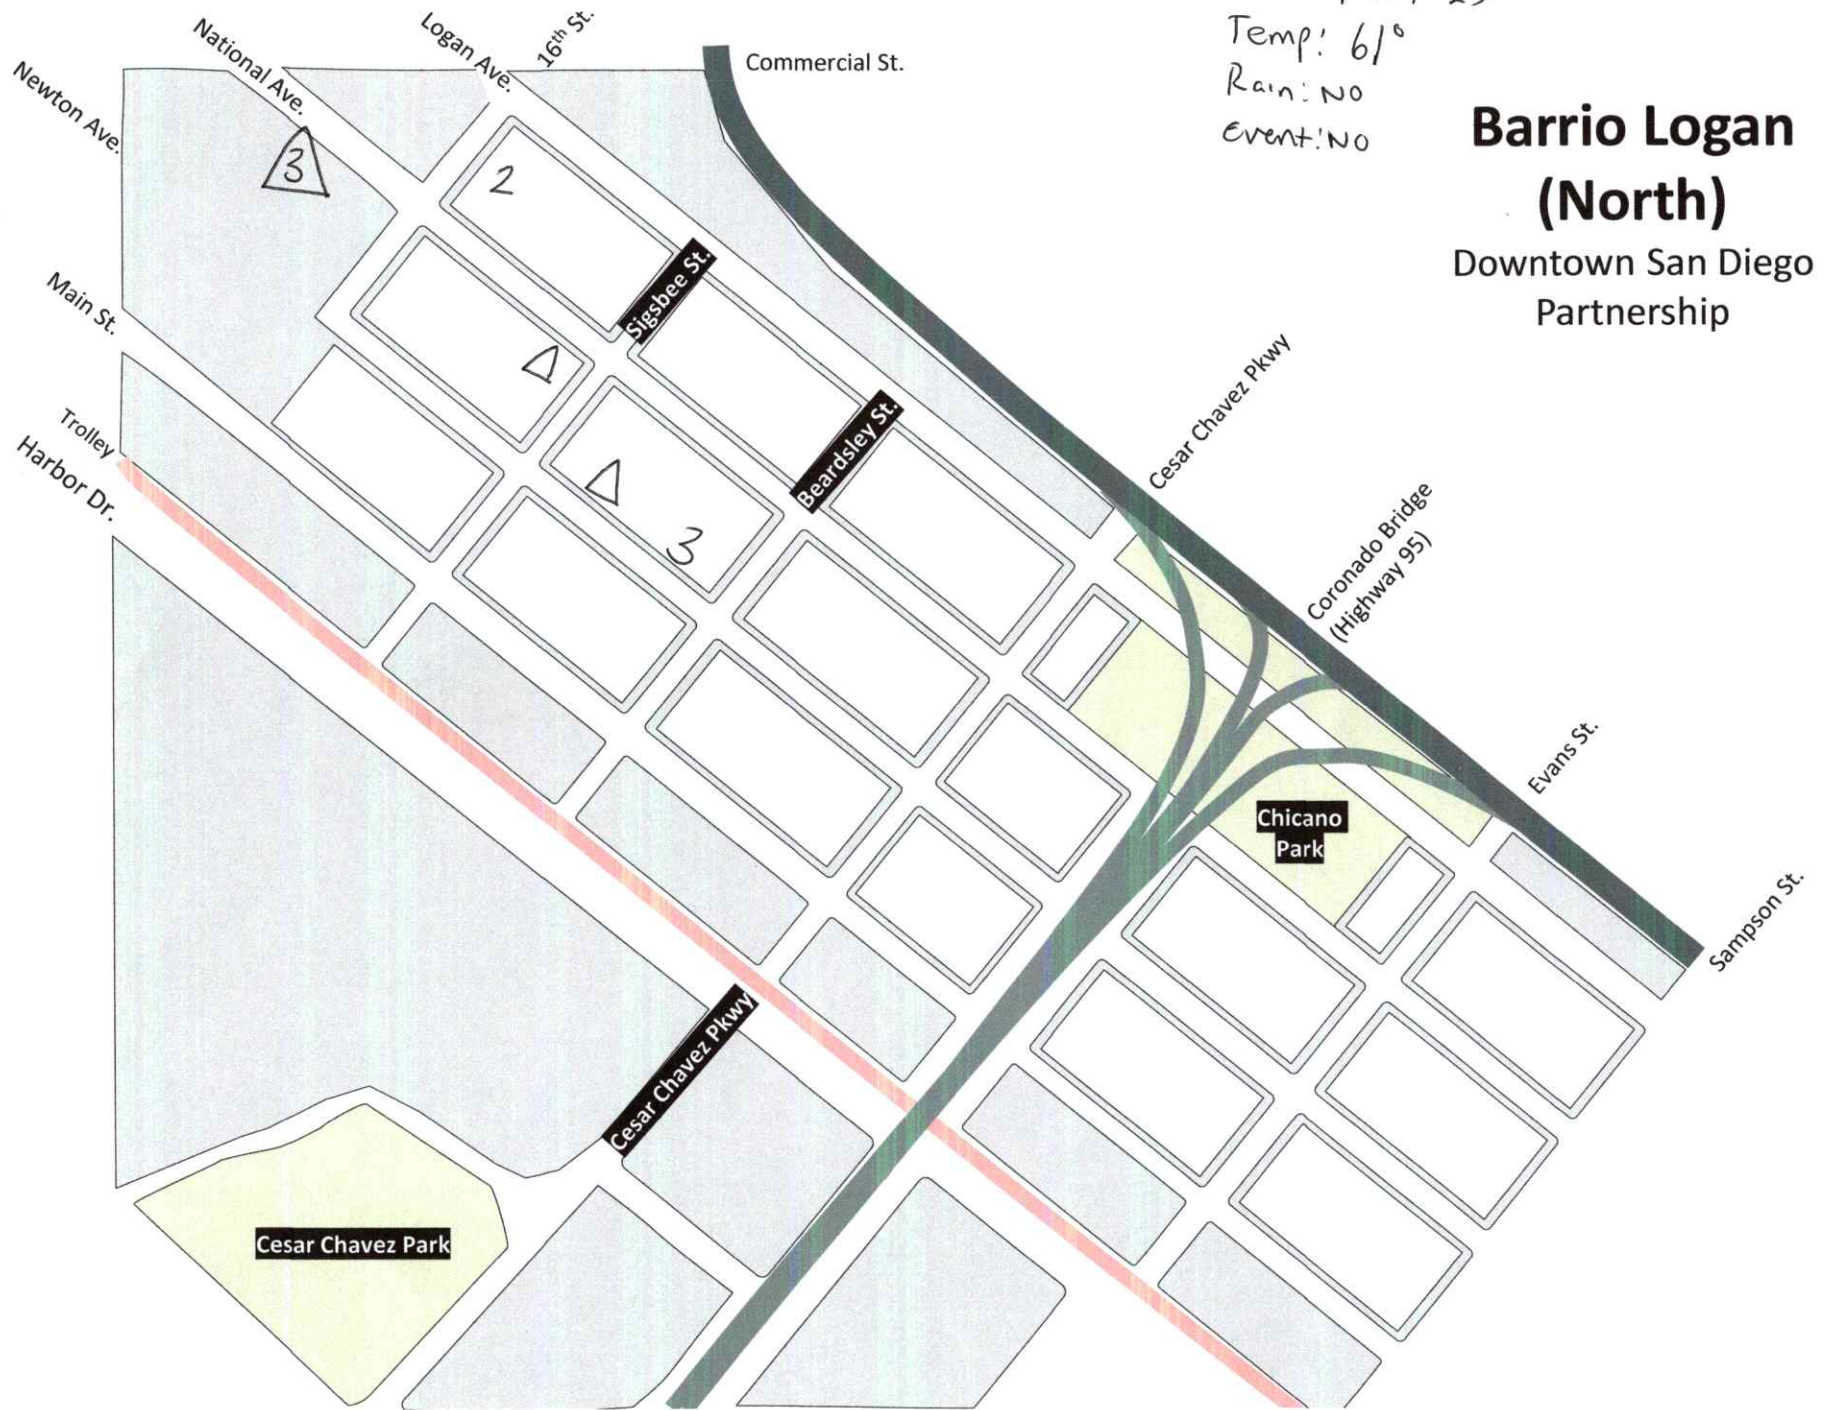 Temp: 61°
Rain: NO
Event: NO
Barrio Logan
(North)
Downtown San Diego
Partnership
Newton Ave.
National Ave.
Logan Ave.
16th St.
Commercial St.
3
2
Main St.
Sigsbee St.
Trolley
Harbor Dr.
Beardsley St.
3
Cesar Chavez Pkwy
Coronado Bridge
(Highway 95)
Evans St.
Chicano
Park
Sampson St.
Cesar Chavez Pkwy
Cesar Chavez Park